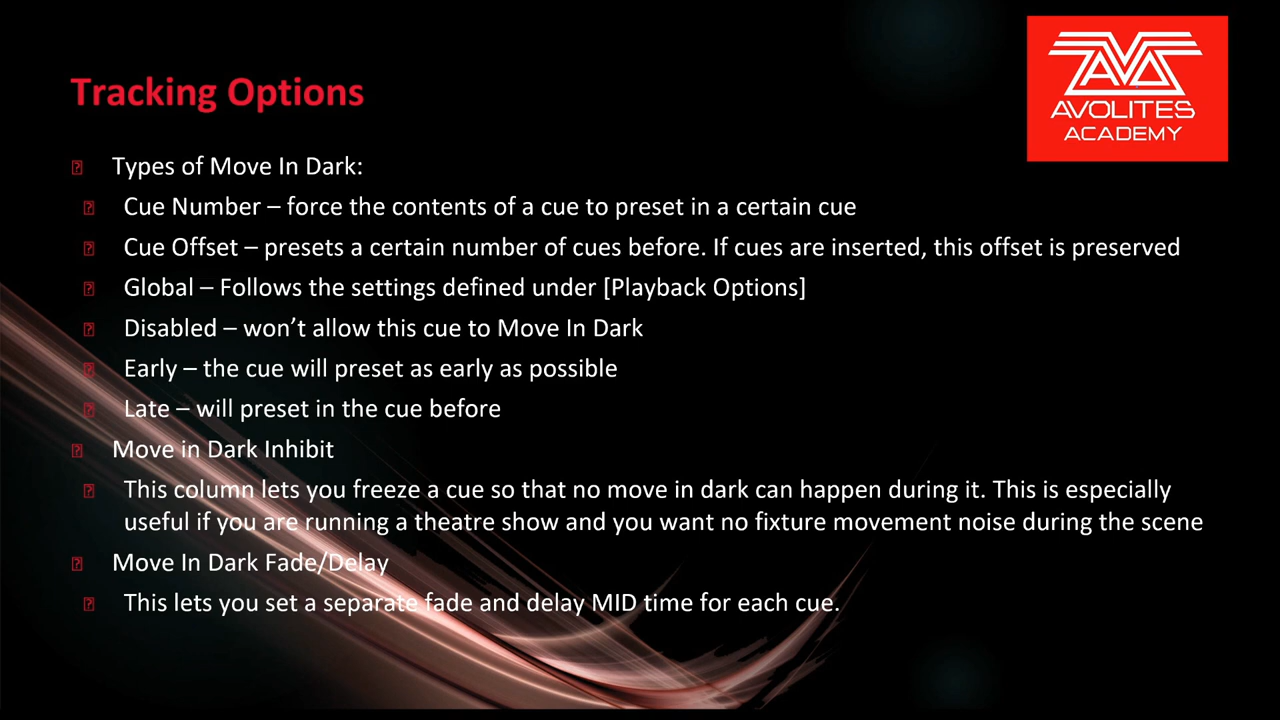 Tracking Options
AVOLITES
ACADEMY
Types of Move In Dark:
Cue Number – force the contents of a cue to preset in a certain cue
Cue Offset – presets a certain number of cues before. If cues are inserted, this offset is preserved
Global – Follows the settings defined under [Playback Options]
Disabled – won’t allow this cue to Move In Dark
Early – the cue will preset as early as possible
Late – will preset in the cue before
Move in Dark Inhibit
This column lets you freeze a cue so that no move in dark can happen during it. This is especially
useful if you are running a theatre show and you want no fixture movement noise during the scene
Move In Dark Fade/Delay
This lets you set a separate fade and delay MID time for each cue.